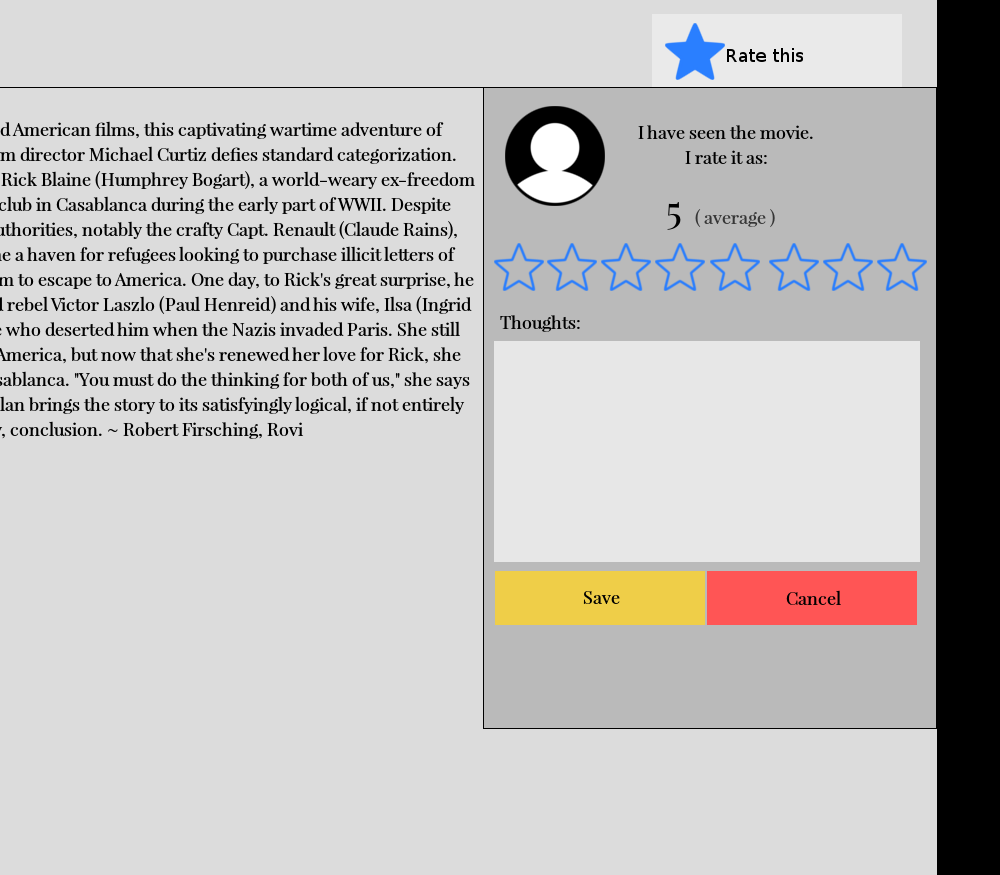 Rate this
d American films, this captivating wartime adventure of
m director Michael Curtiz defies standard categorization.
Rick Blaine (Humphrey Bogart), a world-weary ex-freedom
club in Casablanca during the early part of WWII. Despite
uthorities, notably the crafty Capt. Renault (Claude Rains),
e a haven for refugees looking to purchase illicit letters of
m to escape to America. One day, to Rick's great surprise, he
rebel Victor Laszlo (Paul Henreid) and his wife, Ilsa (Ingrid
who deserted him when the Nazis invaded Paris. She still
America, but now that she's renewed her love for Rick, she
sablanca. "You must do the thinking for both of us," she says
lan brings the story to its satisfyingly logical, if not entirely
, conclusion. ~ Robert Firsching, Rovi
I have seen the movie.
I rate it as:
5 ( average )
Thoughts:
Save
Cancel